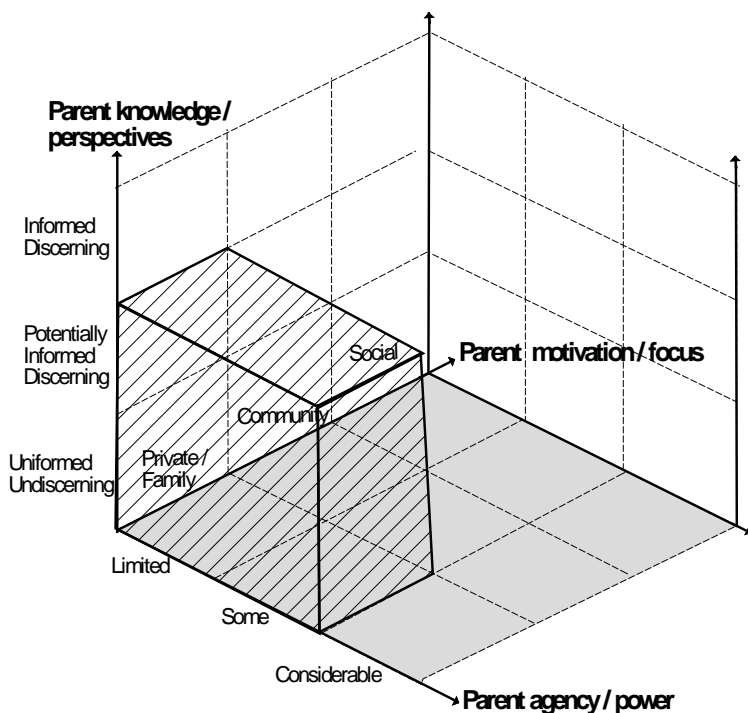 Parent knowledge /
perspectives
Informed
Discerning
Potentially
Informed
Discerning
Social
Parent motivation / focus
Community
Uniformed
Undiscerning
Private /
Family
Limited
Some
Considerable
Parent agency / power